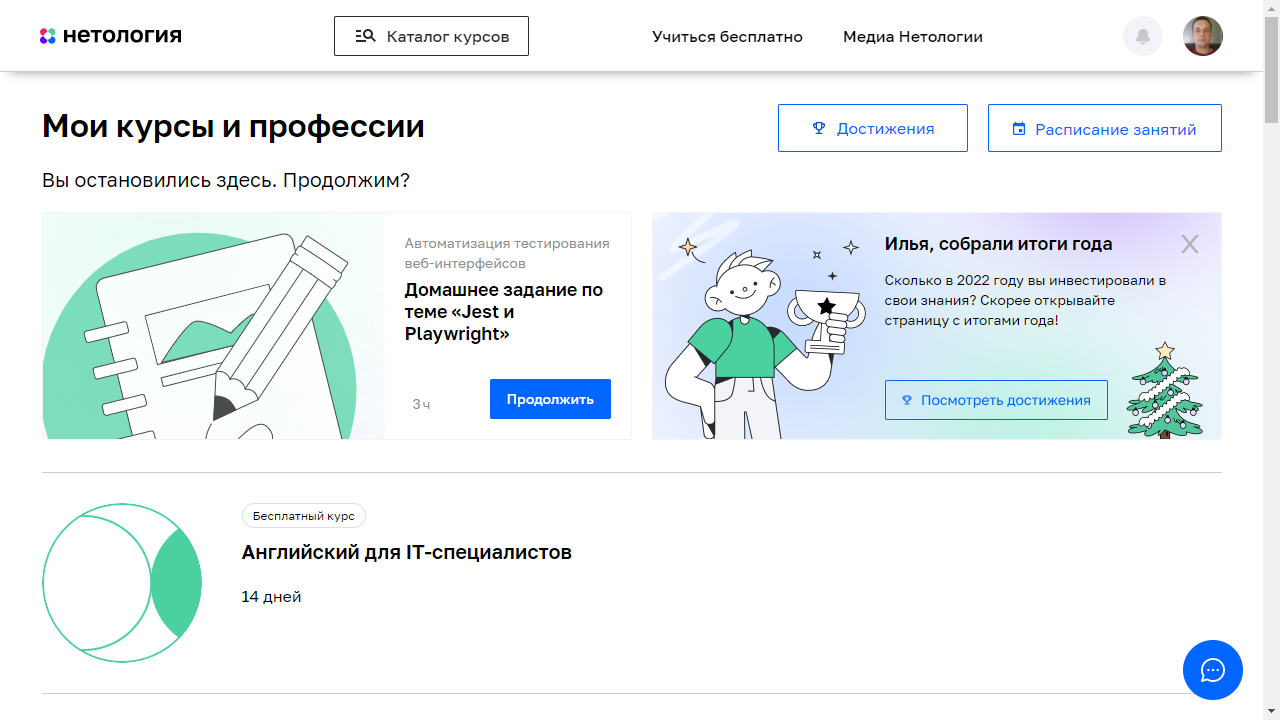 нетология
Каталог курсов
Учиться бесплатно
Медиа Нетологии
Мои курсы и профессии
Достижения
Расписание занятий
Вы остановились здесь. Продолжим?
Автоматизация тестирования
веб-интерфейсов
Домашнее задание по
теме «Jest и
Playwright»
3 ч
Продолжить
Илья, собрали итоги года
Сколько в 2022 году вы инвестировали в
свои знания? Скорее открывайте
страницу с итогами года!
Посмотреть достижения
Бесплатный курс
Английский для IT-специалистов
14 дней